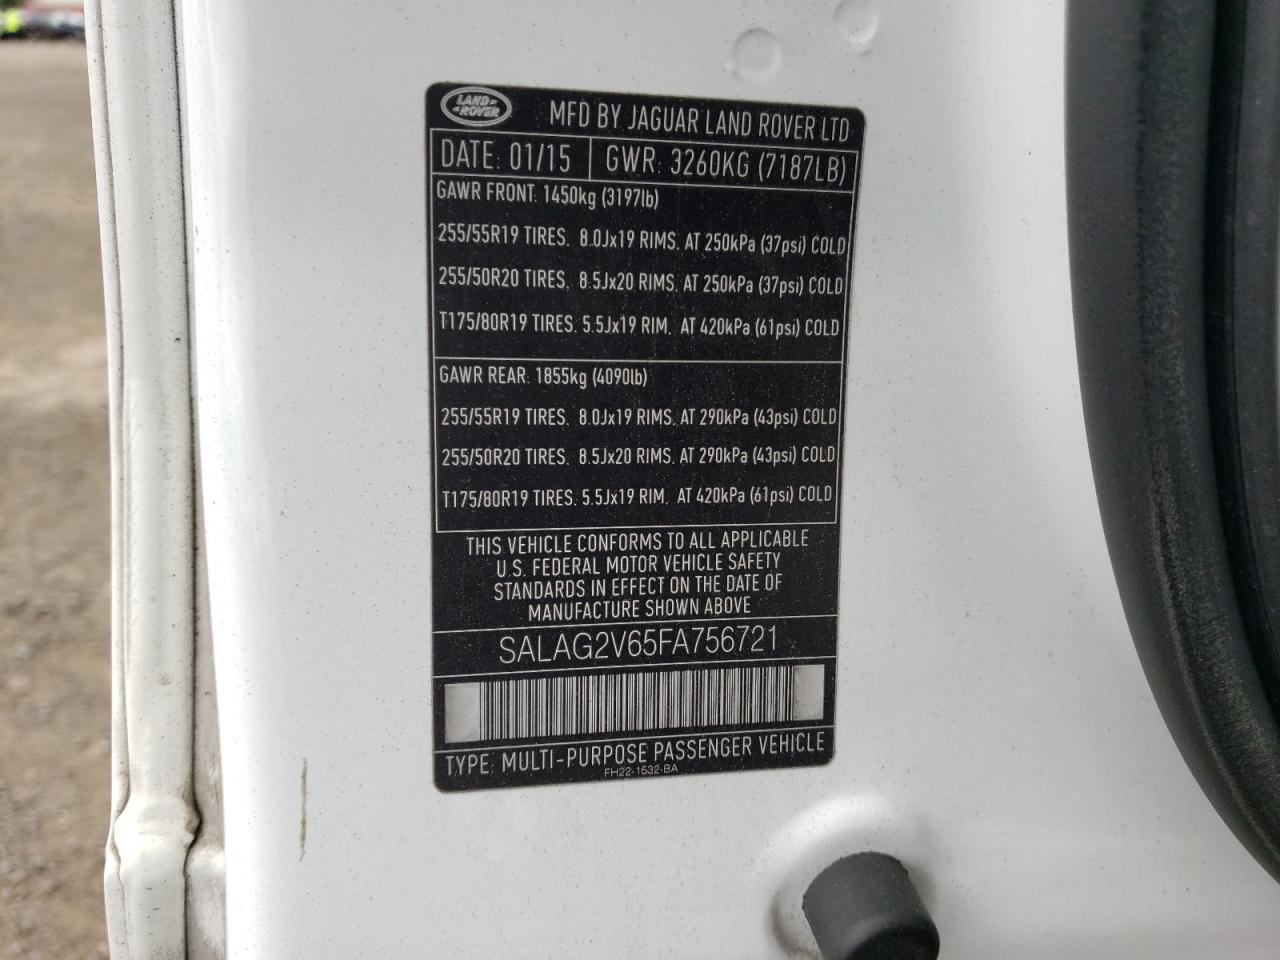 LAND ROVER MFD BY JAGUAR LAND ROVER LTD
DATE: 01/15 GWR: 3260KG (7187LB)
GAWR FRONT: 1450kg (3197lb)
255/55R19 TIRES. 8.0Jx19 RIMS. AT 250kPa (37psi) COLD
255/50R20 TIRES. 8.5Jx20 RIMS. AT 250kPa (37psi) COLD
T175/80R19 TIRES. 5.5Jx19 RIM. AT 420kPa (61psi) COLD
GAWR REAR: 1855kg (4090lb)
255/55R19 TIRES. 8.0Jx19 RIMS. AT 290kPa (43psi) COLD
255/50R20 TIRES. 8.5Jx20 RIMS. AT 290kPa (43psi) COLD
T175/80R19 TIRES. 5.5Jx19 RIM. AT 420kPa (61psi) COLD
THIS VEHICLE CONFORMS TO ALL APPLICABLE
U.S. FEDERAL MOTOR VEHICLE SAFETY
STANDARDS IN EFFECT ON THE DATE OF
MANUFACTURE SHOWN ABOVE
SALAG2V65FA756721
TYPE: MULTI-PURPOSE PASSENGER VEHICLE
FH22-1532-BA